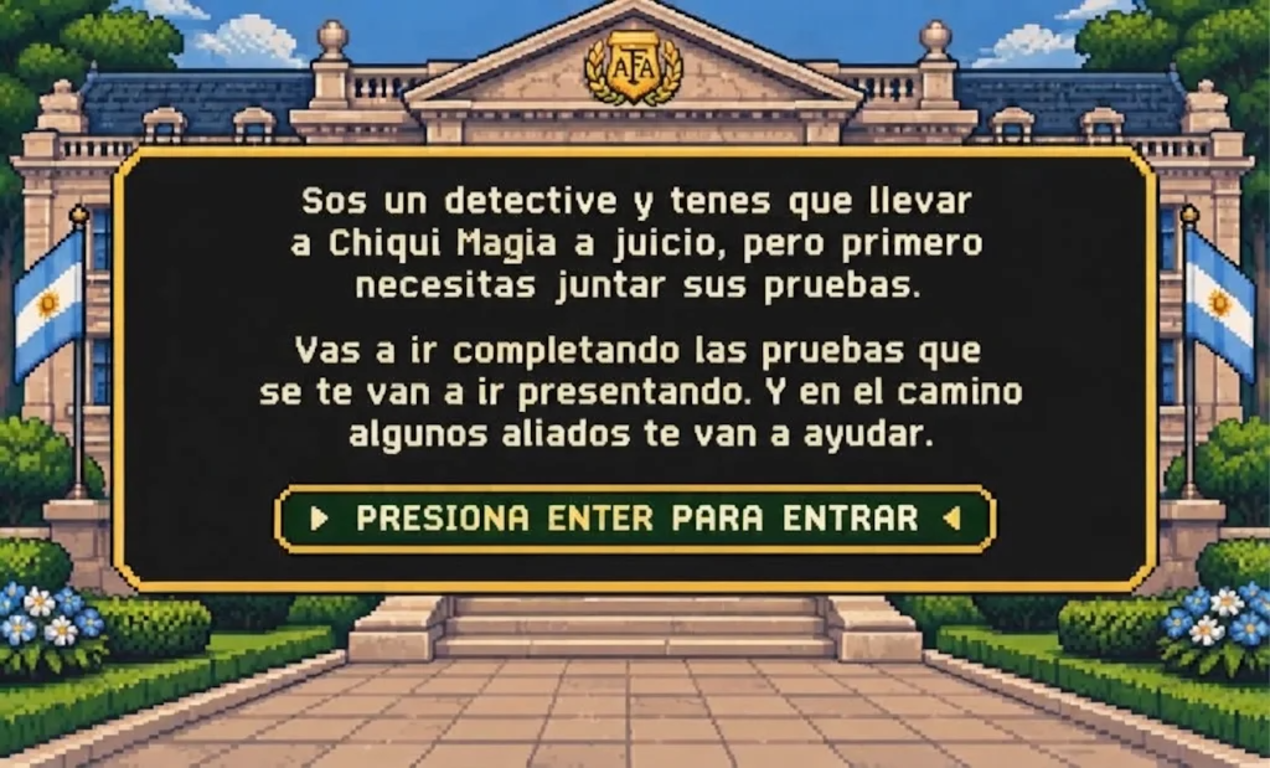 AFA
Sos un detective y tenes que llevar
a Chiqui Magia a juicio, pero primero
necesitas juntar sus pruebas.
Vas a ir completando las pruebas que
se te van a ir presentando. Y en el camino
algunos aliados te van a ayudar.
PRESIONA ENTER PARA ENTRAR